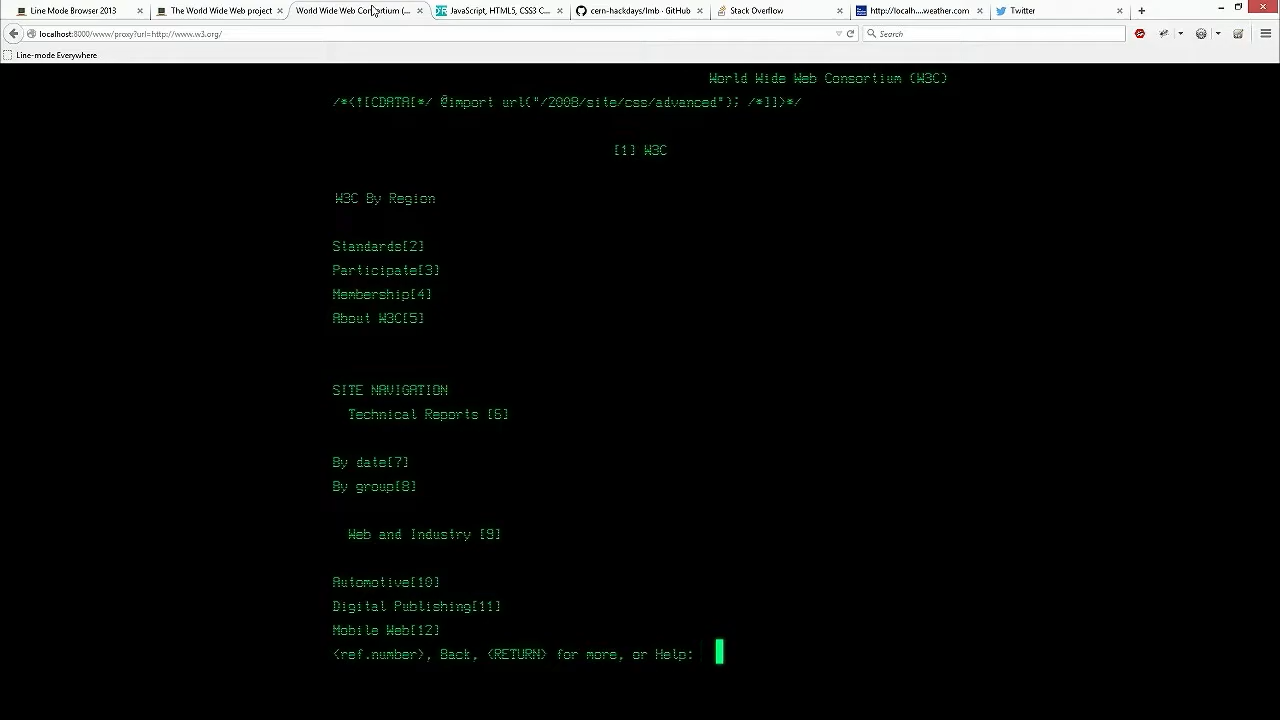 Line Mode Browser 2013
The World Wide Web project
World Wide Web Consortium (...
JavaScript, HTML5, CSS3 C...
cern-hackdays/lmb · GitHub
Stack Overflow
http://localh....weather.com
Twitter
localhost:8000/www/proxy?url=http://www.w3.org/
Search
Line-mode Everywhere
World Wide Web Consortium (W3C)
/*<![CDATA[*/ @import url("/2008/site/css/advanced"); /*]]>*/
[1] W3C
W3C By Region
Standards[2]
Participate[3]
Membership[4]
About W3C[5]
SITE NAVIGATION
Technical Reports [6]
By date[7]
By group[8]
Web and Industry [9]
Automotive[10]
Digital Publishing[11]
Mobile Web[12]
<ref.number>, Back, <RETURN> for more, or Help: